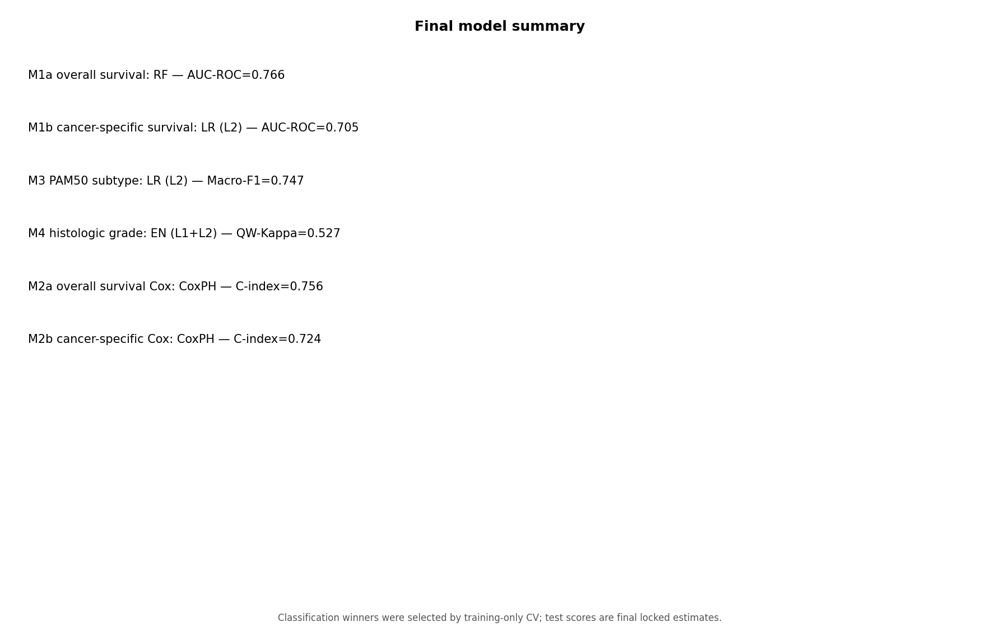 Final model summary
M1a overall survival: RF — AUC-ROC=0.766
M1b cancer-specific survival: LR (L2) — AUC-ROC=0.705
M3 PAM50 subtype: LR (L2) — Macro-F1=0.747
M4 histologic grade: EN (L1+L2) — QW-Kappa=0.527
M2a overall survival Cox: CoxPH — C-index=0.756
M2b cancer-specific Cox: CoxPH — C-index=0.724
Classification winners were selected by training-only CV; test scores are final locked estimates.